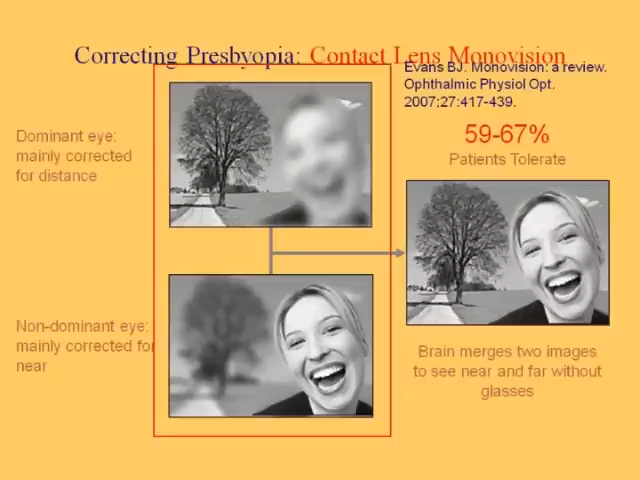 Correcting Presbyopia: Contact Lens Monovision
Evans BJ. Monovision: a review.
Ophthalmic Physiol Opt.
2007;27:417-439.
59-67%
Patients Tolerate
Dominant eye:
mainly corrected
for distance
Non-dominant eye:
mainly corrected for
near
Brain merges two images
to see near and far without
glasses